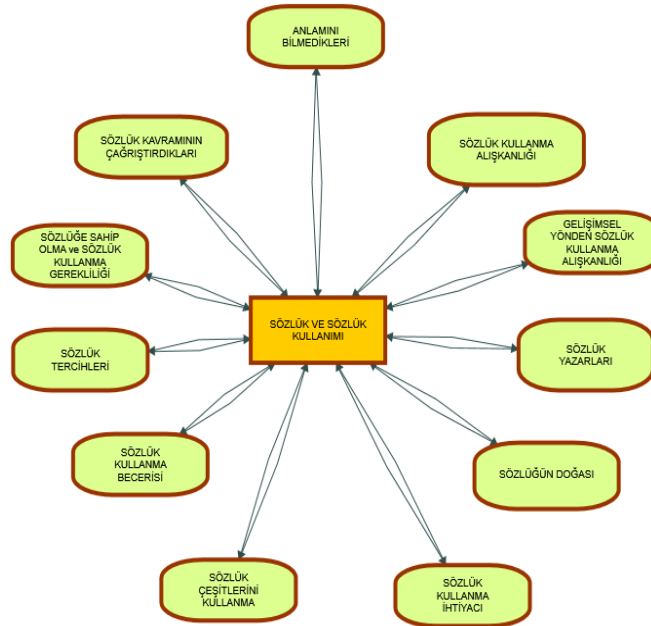 ANLAMINI
BİLMEDİKLERİ
SÖZLÜK KAVRAMININ
ÇAĞRIŞTIRDIKLARI
SÖZLÜK KULLANMA
ALIŞKANLIĞI
SÖZLÜĞE SAHİP
OLMA ve SÖZLÜK
KULLANMA
GEREKLİLİĞİ
GELİŞİMSEL
YÖNDEN SÖZLÜK
KULLANMA
ALIŞKANLIĞI
SÖZLÜK VE SÖZLÜK
KULLANIMI
SÖZLÜK
TERCİHLERİ
SÖZLÜK
YAZARLARI
SÖZLÜK
KULLANMA
BECERİSİ
SÖZLÜĞÜN DOĞASI
SÖZLÜK
ÇEŞİTLERİNİ
KULLANMA
SÖZLÜK
KULLANMA
İHTİYACI